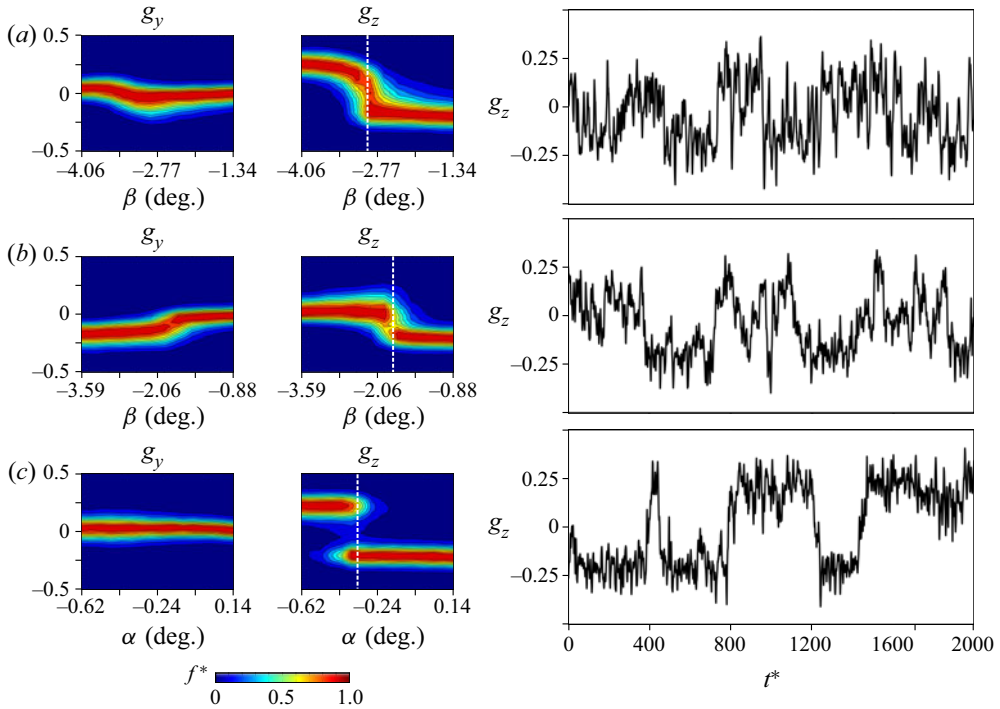 (a)
g_y
g_z
0.5
0
−0.5
−4.06 −2.77 −1.34
β (deg.)
−4.06 −2.77 −1.34
β (deg.)
g_z
0.25
0
−0.25
(b)
g_y
g_z
0.5
0
−0.5
−3.59 −2.06 −0.88
β (deg.)
−3.59 −2.06 −0.88
β (deg.)
g_z
0.25
0
−0.25
(c)
g_y
g_z
0.5
0
−0.5
−0.62 −0.24 0.14
α (deg.)
−0.62 −0.24 0.14
α (deg.)
g_z
0.25
0
−0.25
0 400 800 1200 1600 2000
t*
f*
0 0.5 1.0